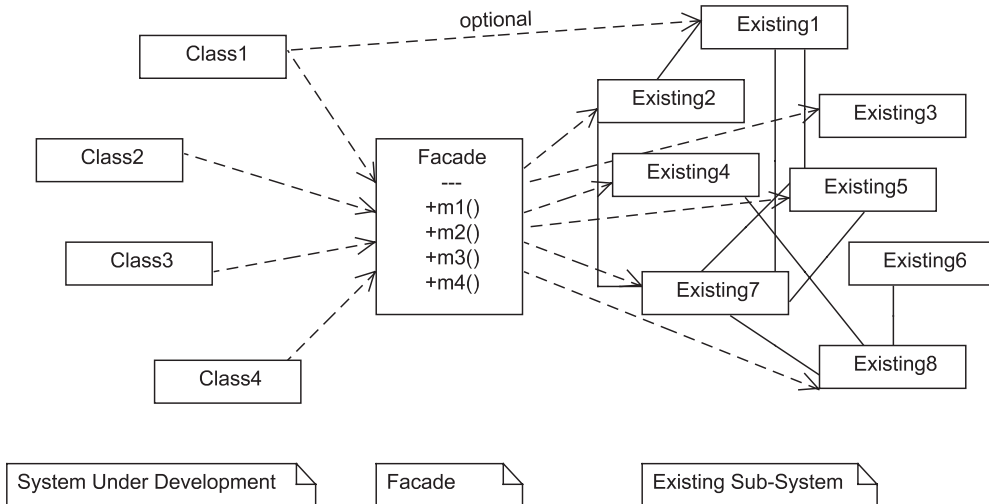 optional
Existing1
Class1
Existing2
Existing3
Class2
Facade
---
+m1()
+m2()
+m3()
+m4()
Existing4
Existing5
Class3
Existing6
Existing7
Class4
Existing8
System Under Development
Facade
Existing Sub-System